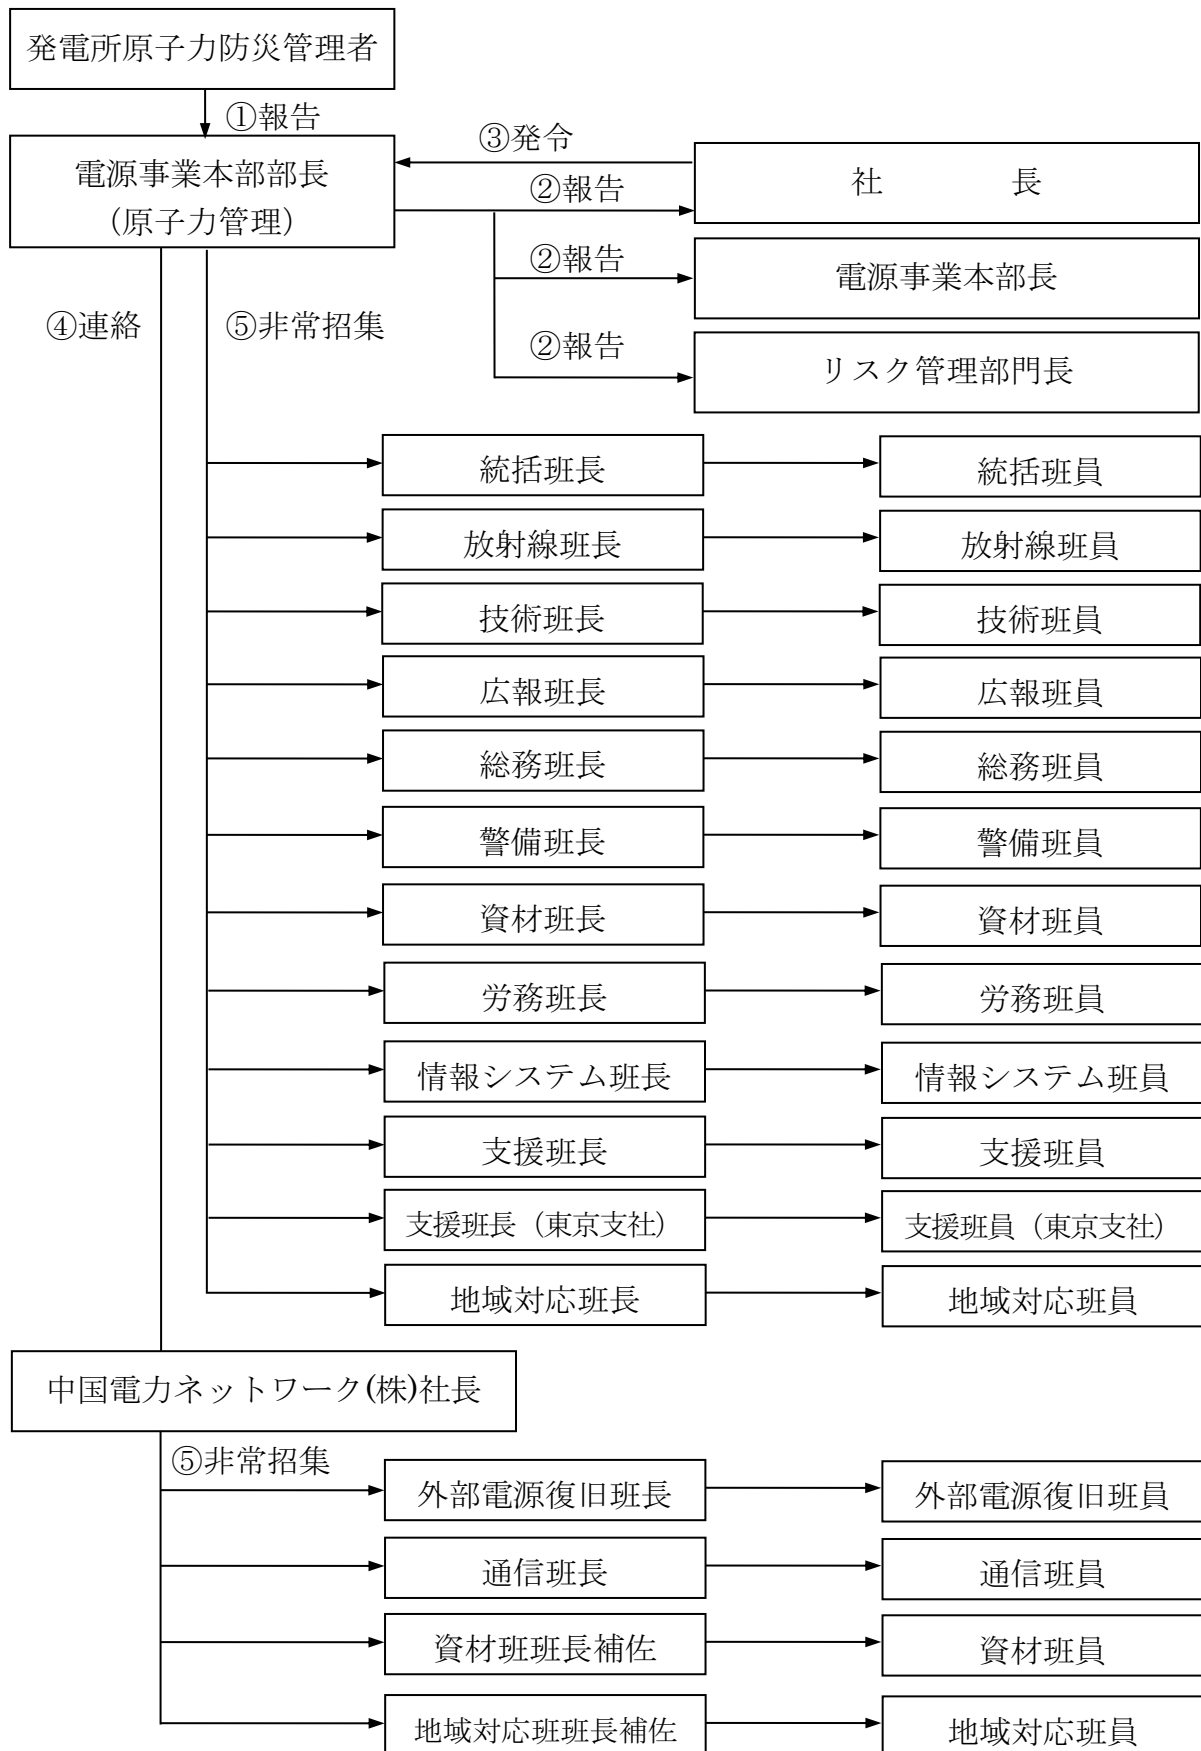 発電所原子力防災管理者
①報告
電源事業本部部長
(原子力管理)
③発令
②報告
社　　　　長
②報告
電源事業本部長
④連絡
⑤非常招集
②報告
リスク管理部門長
統括班長
統括班員
放射線班長
放射線班員
技術班長
技術班員
広報班長
広報班員
総務班長
総務班員
警備班長
警備班員
資材班長
資材班員
労務班長
労務班員
情報システム班長
情報システム班員
支援班長
支援班員
支援班長（東京支社）
支援班員（東京支社）
地域対応班長
地域対応班員
中国電力ネットワーク(株)社長
⑤非常招集
外部電源復旧班長
外部電源復旧班員
通信班長
通信班員
資材班班長補佐
資材班員
地域対応班班長補佐
地域対応班員